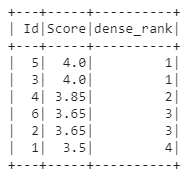 +---+-----+----------+
| Id|Score|dense_rank|
+---+-----+----------+
|  5|  4.0|         1|
|  3|  4.0|         1|
|  4| 3.85|         2|
|  6| 3.65|         3|
|  2| 3.65|         3|
|  1|  3.5|         4|
+---+-----+----------+